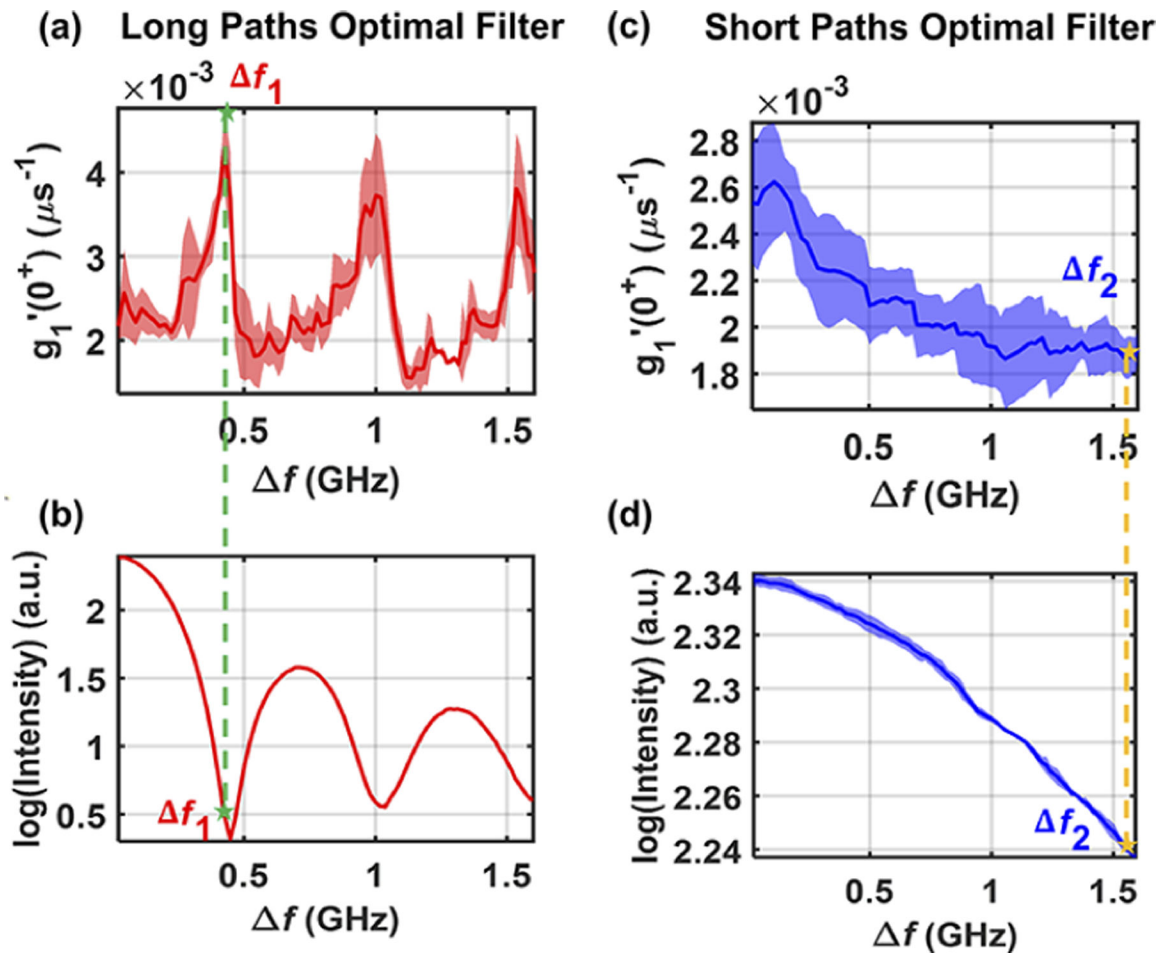 (a) Long Paths Optimal Filter
×10⁻³ Δf₁
g₁'(0⁺) (μs⁻¹)
4
3
2
0.5 1 1.5
Δf (GHz)
(b)
log(Intensity) (a.u.)
2
1.5
1
0.5
Δf₁
0.5 1 1.5
Δf (GHz)
(c) Short Paths Optimal Filter
×10⁻³
g₁'(0⁺) (μs⁻¹)
2.8
2.6
2.4
2.2
2
1.8
Δf₂
0.5 1 1.5
Δf (GHz)
(d)
log(Intensity) (a.u.)
2.34
2.32
2.3
2.28
2.26
2.24
Δf₂
0.5 1 1.5
Δf (GHz)